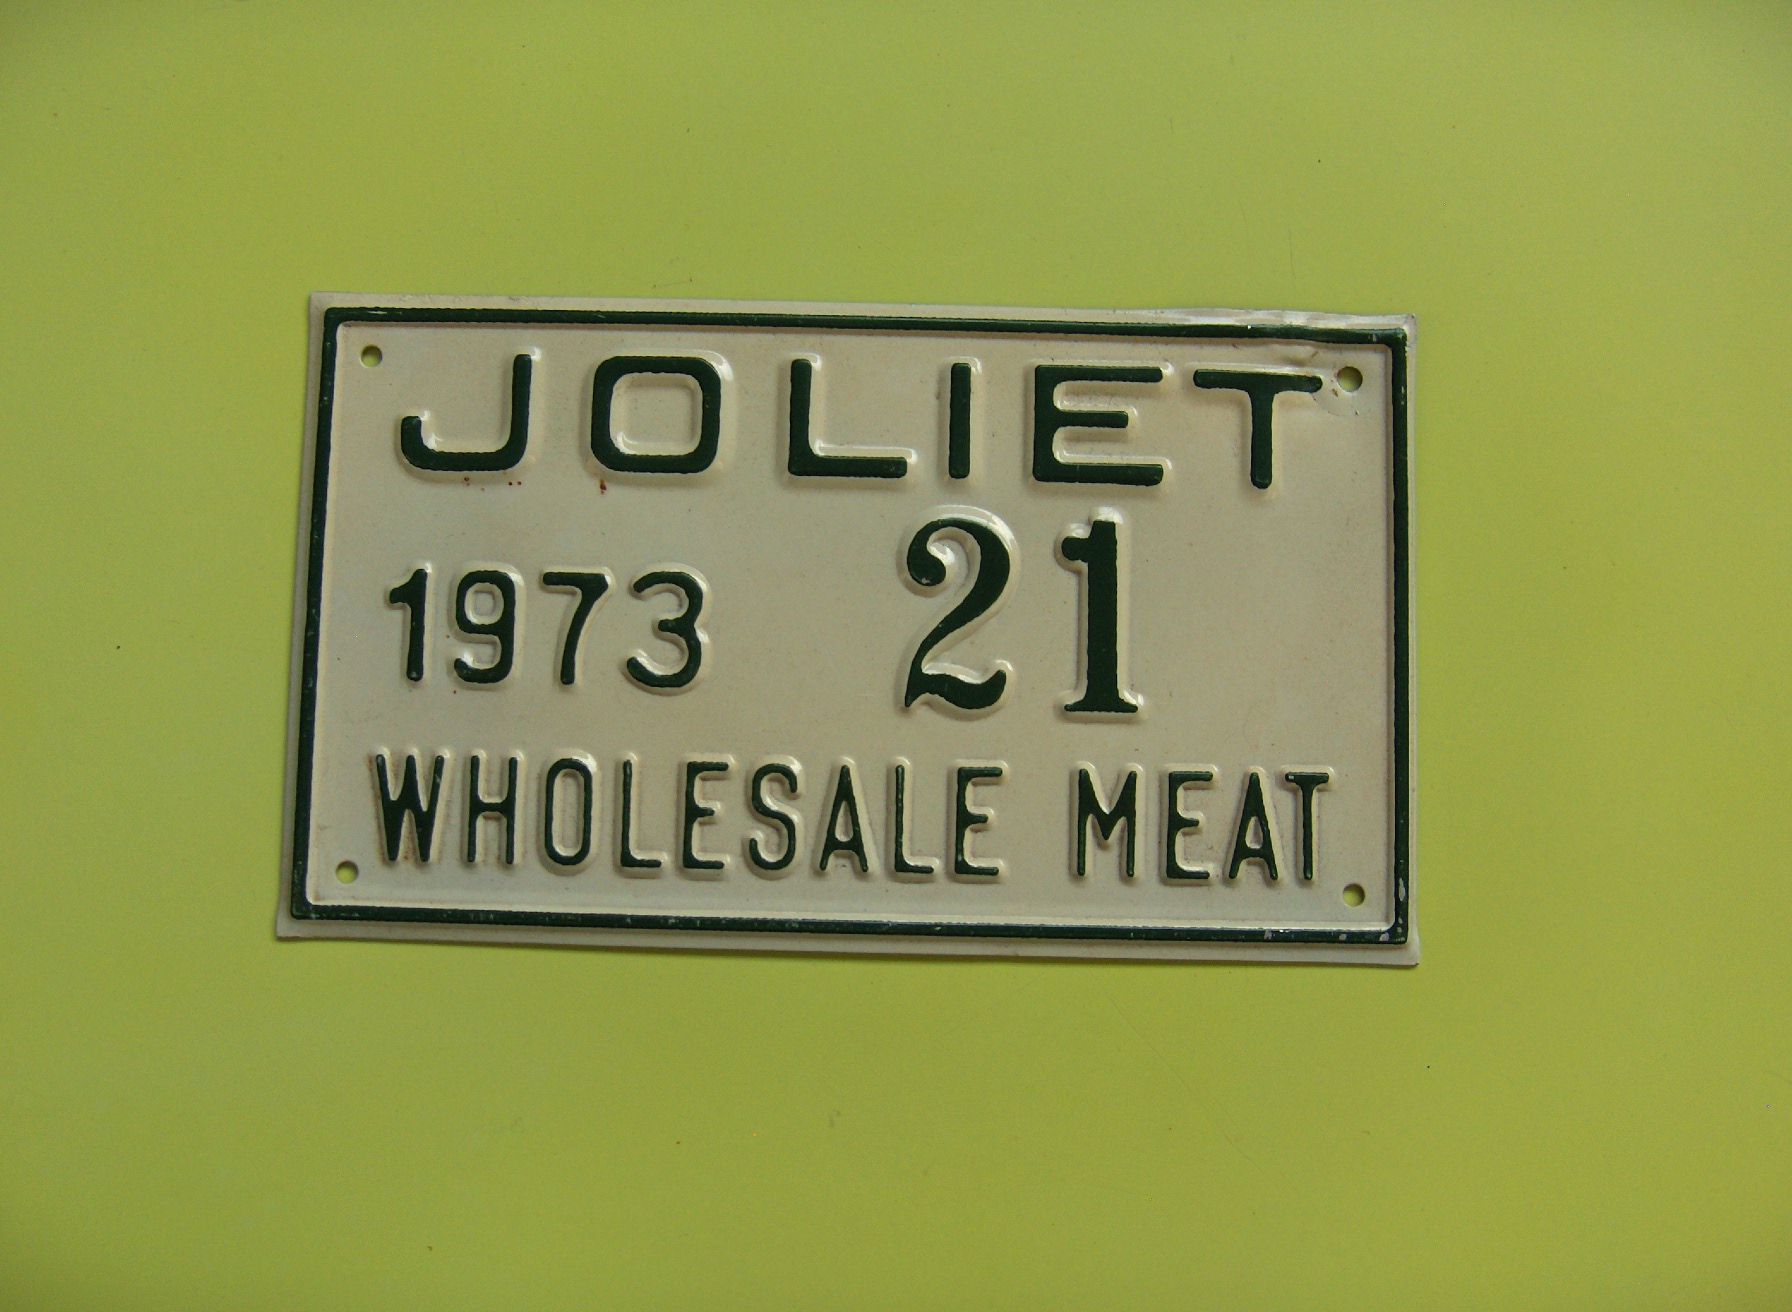 JOLIET
1973 21
WHOLESALE MEAT